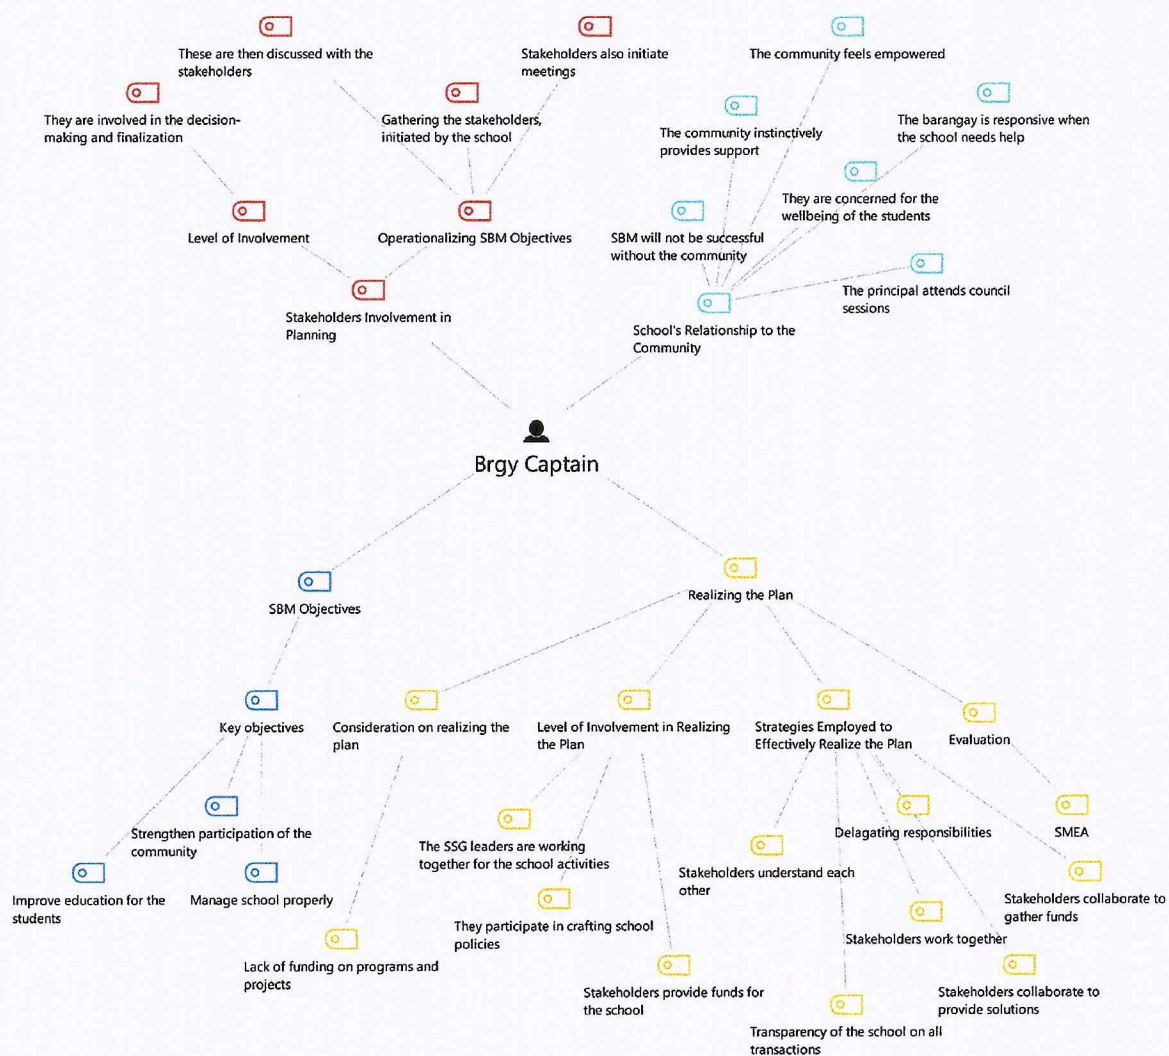 These are then discussed with the
stakeholders
Stakeholders also initiate
meetings
The community feels empowered
They are involved in the decision-
making and finalization
Gathering the stakeholders,
initiated by the school
The community instinctively
provides support
The barangay is responsive when
the school needs help
They are concerned for the
wellbeing of the students
Level of Involvement
Operationalizing SBM Objectives
SBM will not be successful
without the community
The principal attends council
sessions
Stakeholders Involvement in
Planning
School's Relationship to the
Community
Brgy Captain
SBM Objectives
Realizing the Plan
Key objectives
Consideration on realizing the
plan
Level of Involvement in Realizing
the Plan
Strategies Employed to
Effectively Realize the Plan
Evaluation
Strengthen participation of the
community
The SSG leaders are working
together for the school activities
Delagating responsibilities
SMEA
Improve education for the
students
Manage school properly
Stakeholders understand each
other
Stakeholders collaborate to
gather funds
They participate in crafting school
policies
Stakeholders work together
Lack of funding on programs and
projects
Stakeholders provide funds for
the school
Stakeholders collaborate to
provide solutions
Transparency of the school on all
transactions